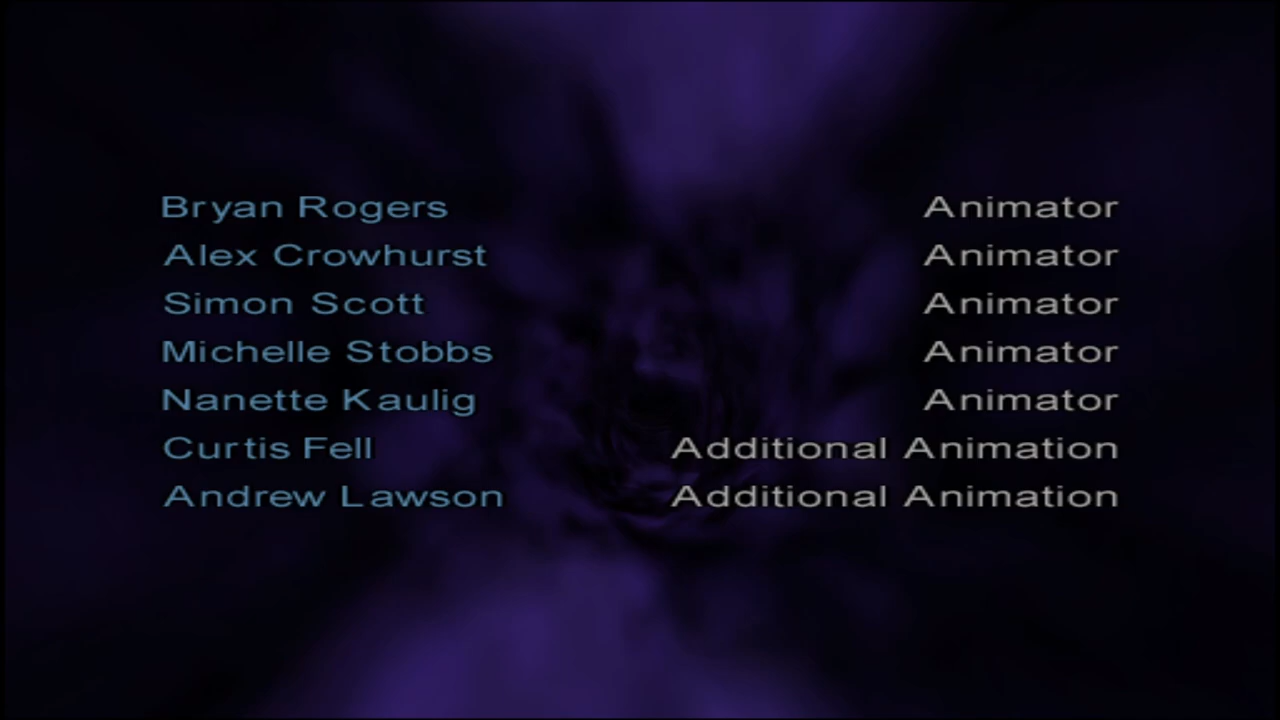 Bryan Rogers Animator
Alex Crowhurst Animator
Simon Scott Animator
Michelle Stobbs Animator
Nanette Kaulig Animator
Curtis Fell Additional Animation
Andrew Lawson Additional Animation